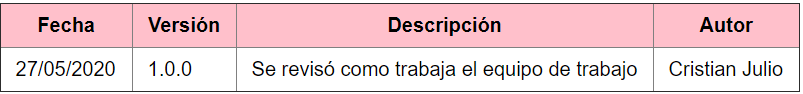 Fecha Versión Descripción Autor
27/05/2020 1.0.0 Se revisó como trabaja el equipo de trabajo Cristian Julio